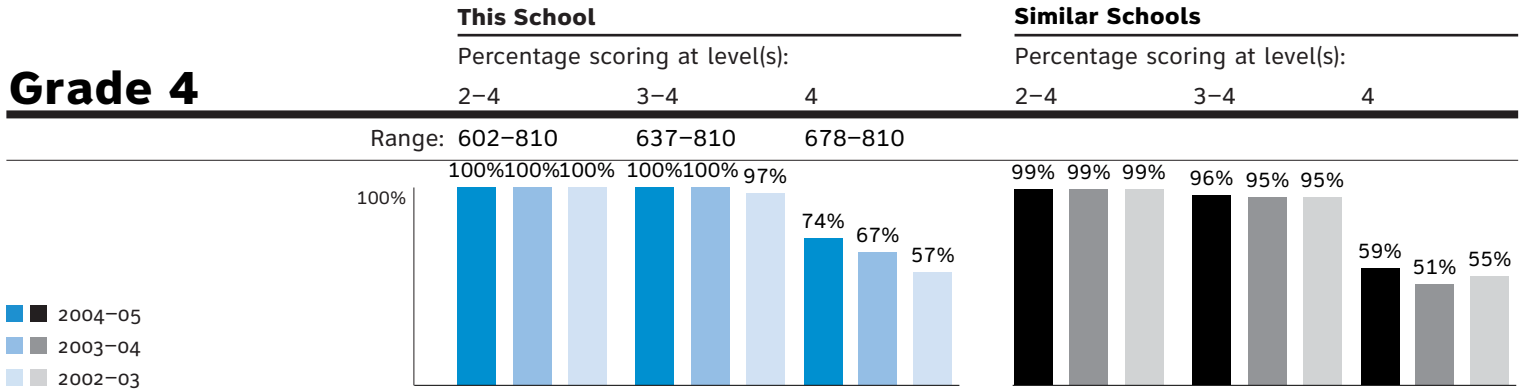 This School
Similar Schools
Percentage scoring at level(s):
Percentage scoring at level(s):
Grade 4
2–4 3–4 4
2–4 3–4 4
Range: 602–810 637–810 678–810
100% 100% 100% 100% 100% 97% 74% 67% 57%
99% 99% 99% 96% 95% 95% 59% 51% 55%
100%
2004–05
2003–04
2002–03